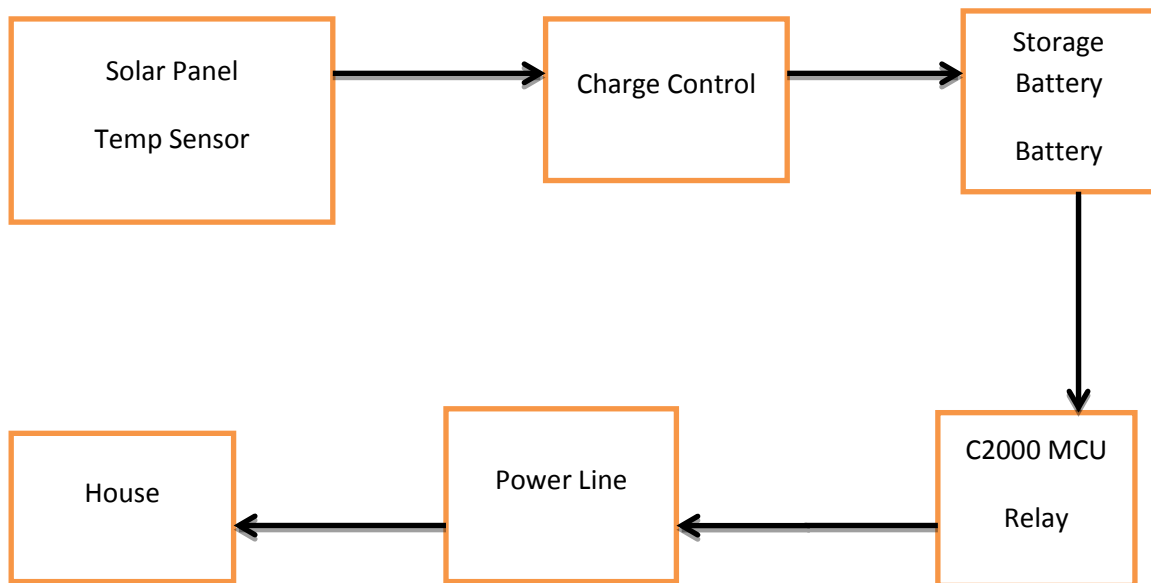 Solar Panel
Temp Sensor
Charge Control
Storage
Battery
Battery
C2000 MCU
Relay
Power Line
House